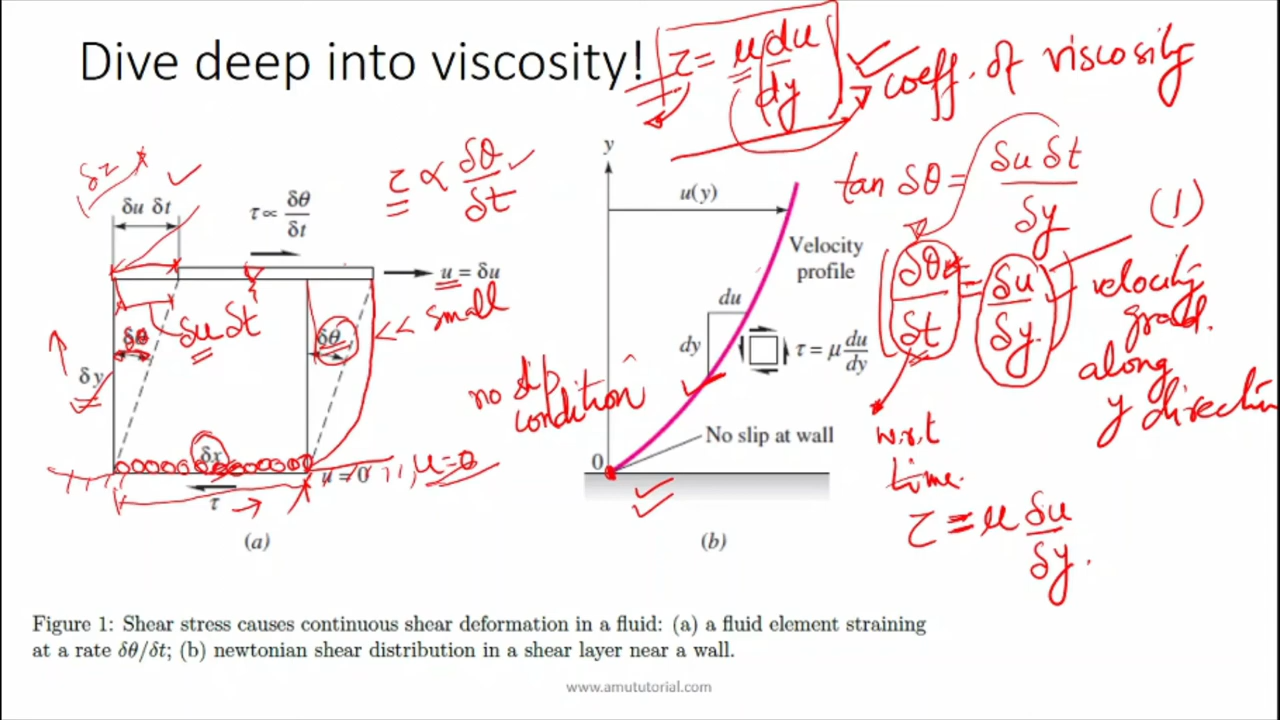 Dive deep into viscosity!
τ = μ du/dy
coeff. of viscosity
δz
δu δt
τ ∝ δθ/δt
τ ∝ δθ/δt
u = δu
<< small
δθ
δu δt
δθ
δy
δx
u = 0
u=0
τ
(a)
no slip condition
y
u(y)
Velocity
profile
du
dy
τ = μ du/dy
No slip at wall
0
(b)
tan δθ = δu δt/δy
(1)
δθ/δt = δu/δy
velocity
grad.
along
y direction
w.r.t
time.
τ = μ δu/δy.
Figure 1: Shear stress causes continuous shear deformation in a fluid: (a) a fluid element straining
at a rate δθ/δt; (b) newtonian shear distribution in a shear layer near a wall.
www.amututorial.com